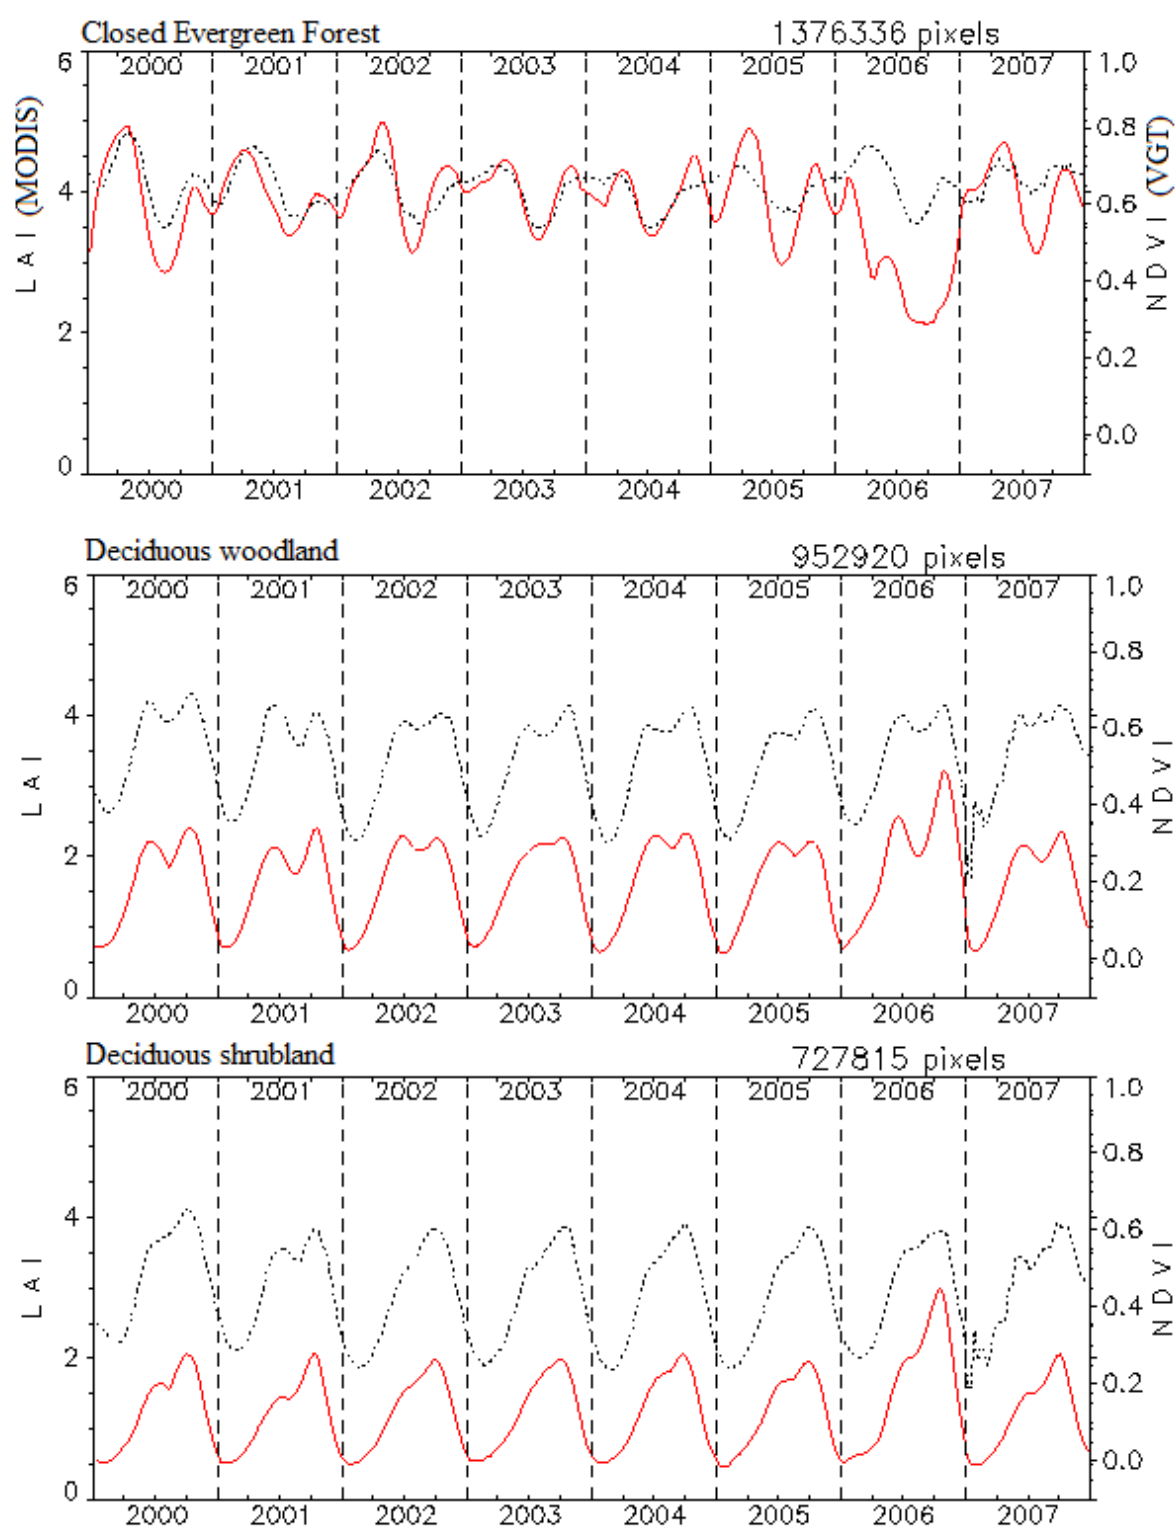 Closed Evergreen Forest 1376336 pixels
6 2000 2001 2002 2003 2004 2005 2006 2007 1.0
0.8
4
0.6
LAI (MODIS)
NDVI (VGT)
0.4
2
0.2
0.0
0
2000 2001 2002 2003 2004 2005 2006 2007
Deciduous woodland 952920 pixels
6 2000 2001 2002 2003 2004 2005 2006 2007 1.0
0.8
4
0.6
LAI
NDVI
0.4
2
0.2
0.0
0
2000 2001 2002 2003 2004 2005 2006 2007
Deciduous shrubland 727815 pixels
6 2000 2001 2002 2003 2004 2005 2006 2007 1.0
0.8
4
0.6
LAI
NDVI
0.4
2
0.2
0.0
0
2000 2001 2002 2003 2004 2005 2006 2007